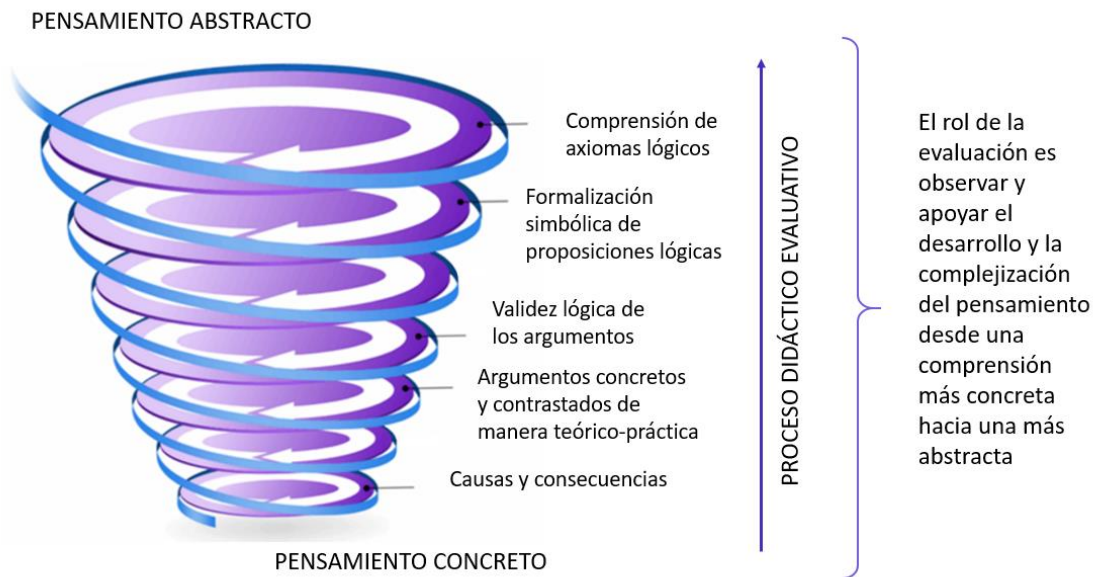 PENSAMIENTO ABSTRACTO
Comprensión de
axiomas lógicos
Formalización
simbólica de
proposiciones lógicas
Validez lógica de
los argumentos
Argumentos concretos
y contrastados de
manera teórico-práctica
Causas y consecuencias
PENSAMIENTO CONCRETO
PROCESO DIDÁCTICO EVALUATIVO
El rol de la
evaluación es
observar y
apoyar el
desarrollo y la
complejización
del pensamiento
desde una
comprensión
más concreta
hacia una más
abstracta